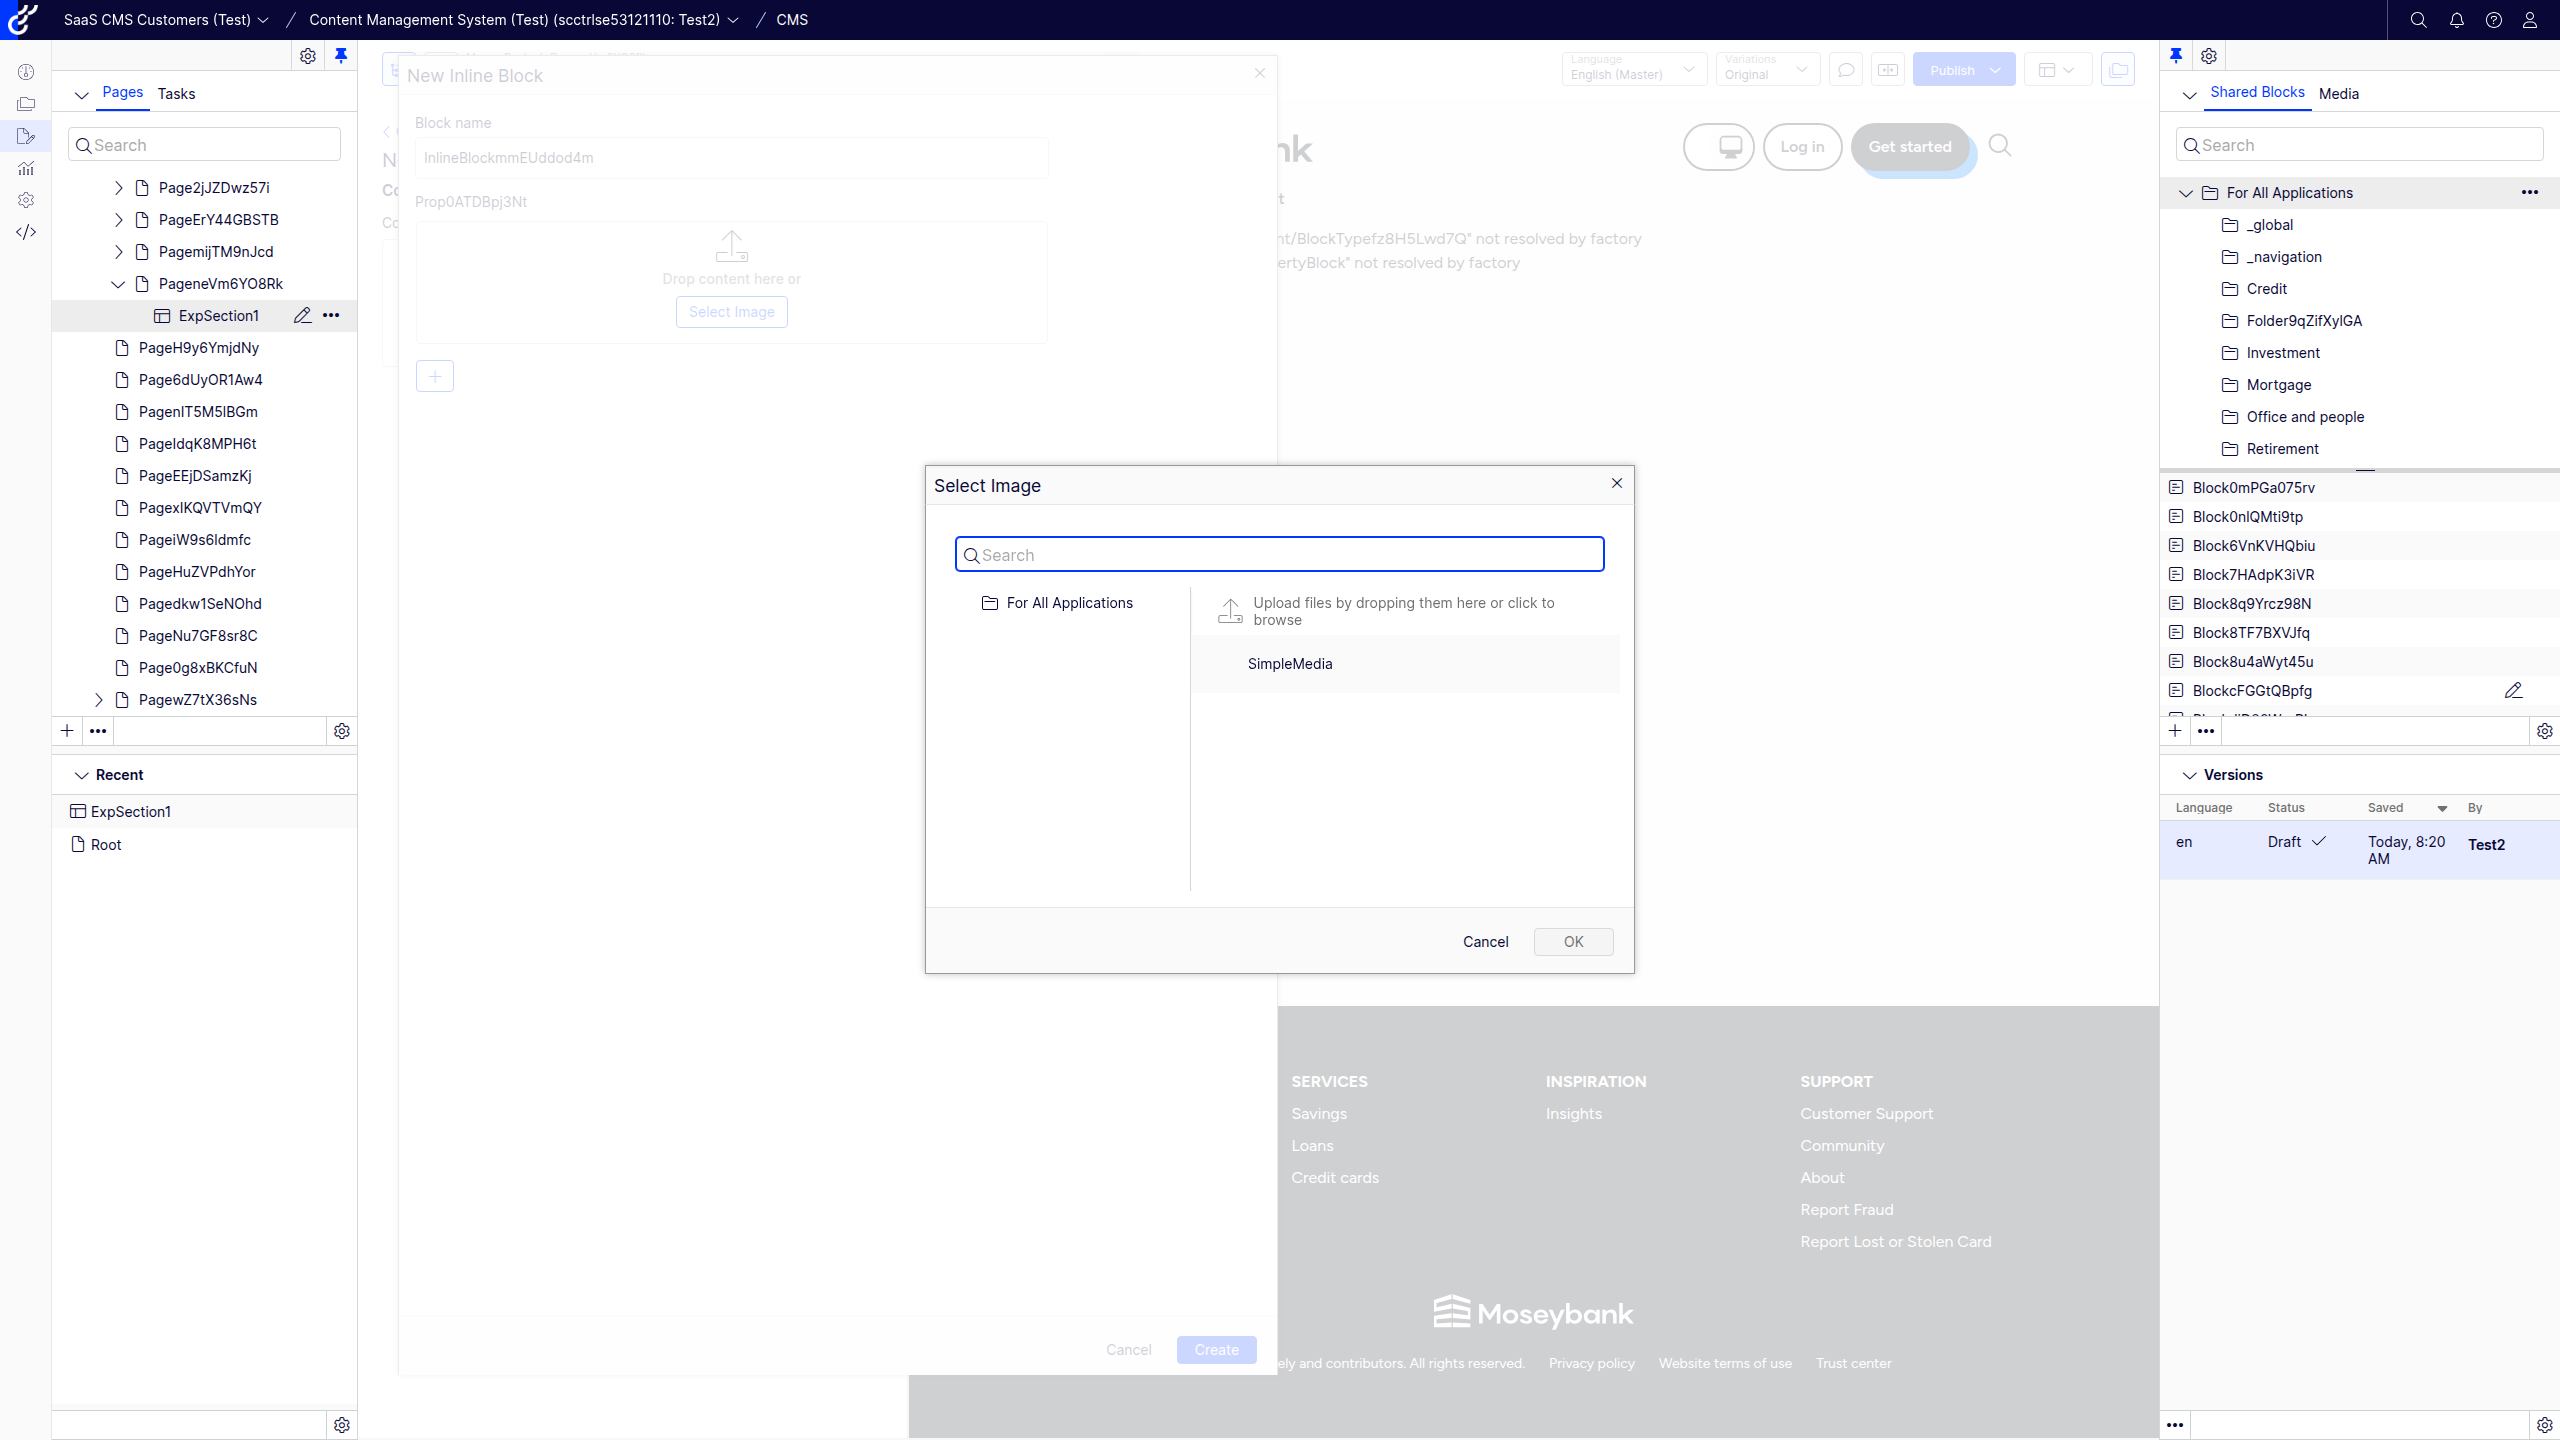 SaaS CMS Customers (Test) / Content Management System (Test) (scctrlse53121110: Test2) / CMS
Pages Tasks
Search
Page2jJZDwz57i
PageErY44GBSTB
PagemijTM9nJcd
PageneVm6YO8Rk
ExpSection1
PageH9y6YmjdNy
Page6dUyOR1Aw4
PagenlT5M5lBGm
PageldqK8MPH6t
PageEEjDSamzKj
PagexlKQVTVmQY
PageiW9s6ldmfc
PageHuZVPdhYor
Pagedkw1SeNOhd
PageNu7GF8sr8C
Page0g8xBKCfuN
PagewZ7tX36sNs
Recent
ExpSection1
Root
New Inline Block
Block name
InlineBlockmmEUddod4m
Prop0ATDBpj3Nt
Drop content here or
Select Image
Cancel
Create
Language
English (Master)
Variations
Original
Publish
Log in
Get started
nt/BlockTypefz8H5Lwd7Q" not resolved by factory
ertyBlock" not resolved by factory
Select Image
Search
For All Applications
Upload files by dropping them here or click to
browse
SimpleMedia
Cancel
OK
SERVICES
Savings
Loans
Credit cards
INSPIRATION
Insights
SUPPORT
Customer Support
Community
About
Report Fraud
Report Lost or Stolen Card
Moseybank
ely and contributors. All rights reserved. Privacy policy Website terms of use Trust center
Shared Blocks Media
Search
For All Applications
_global
_navigation
Credit
Folder9qZifXylGA
Investment
Mortgage
Office and people
Retirement
Block0mPGa075rv
Block0nlQMti9tp
Block6VnKVHQbiu
Block7HAdpK3iVR
Block8q9Yrcz98N
Block8TF7BXVJfq
Block8u4aWyt45u
BlockcFGGtQBpfg
Versions
Language Status Saved By
en Draft Today, 8:20 Test2
AM